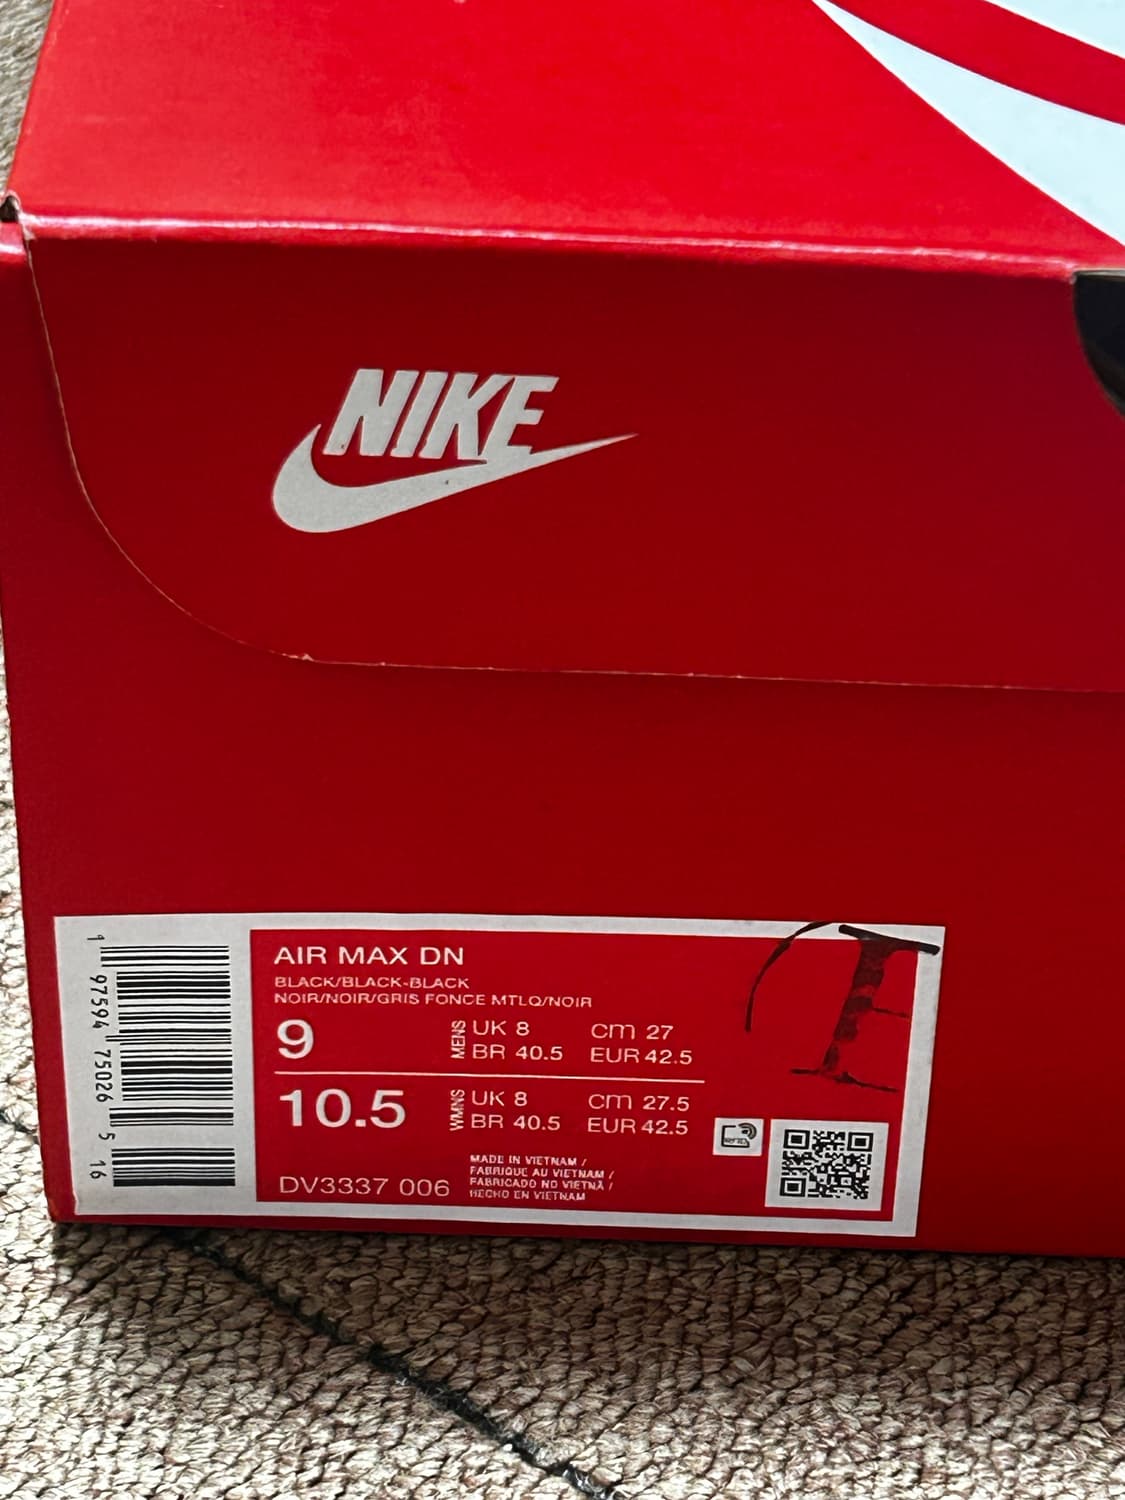 NIKE
AIR MAX DN
BLACK/BLACK-BLACK
NOIR/NOIR/GRIS FONCE MTLQ/NOIR
9
MENS
UK 8 cm 27
BR 40.5 EUR 42.5
10.5
WMNS
UK 8 cm 27.5
BR 40.5 EUR 42.5
MADE IN VIETNAM /
FABRIQUE AU VIETNAM /
FABRICADO NO VIETNÃ /
HECHO EN VIETNAM
DV3337 006
1 97594 75026 5 16